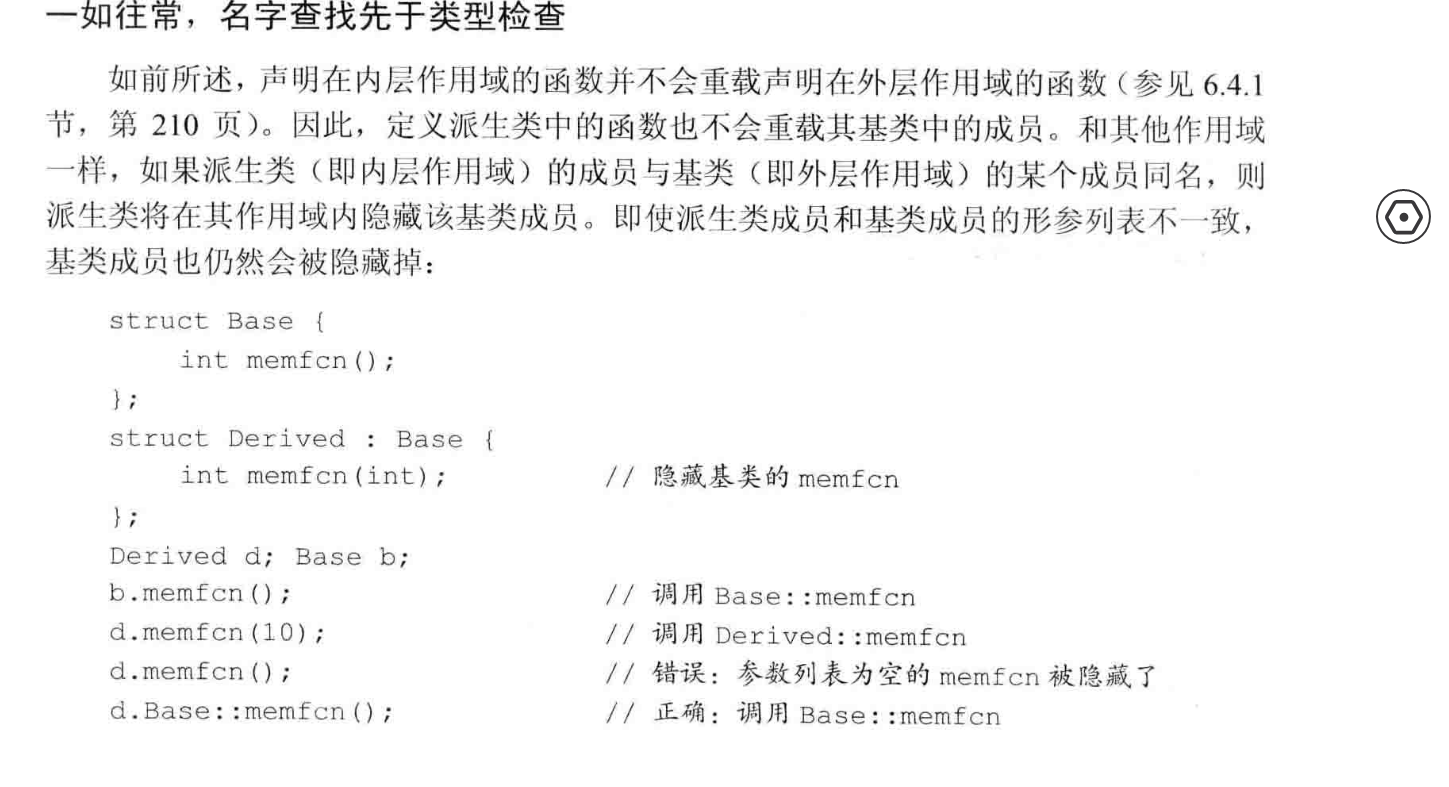 一如往常，名字查找先于类型检查
如前所述，声明在内层作用域的函数并不会重载声明在外层作用域的函数（参见 6.4.1
节，第 210 页）。因此，定义派生类中的函数也不会重载其基类中的成员。和其他作用域
一样，如果派生类（即内层作用域）的成员与基类（即外层作用域）的某个成员同名，则
派生类将在其作用域内隐藏该基类成员。即使派生类成员和基类成员的形参列表不一致，
基类成员也仍然会被隐藏掉：
struct Base {
int memfcn();
};
struct Derived : Base {
int memfcn(int); // 隐藏基类的 memfcn
};
Derived d; Base b;
b.memfcn(); // 调用 Base::memfcn
d.memfcn(10); // 调用 Derived::memfcn
d.memfcn(); // 错误：参数列表为空的 memfcn 被隐藏了
d.Base::memfcn(); // 正确：调用 Base::memfcn